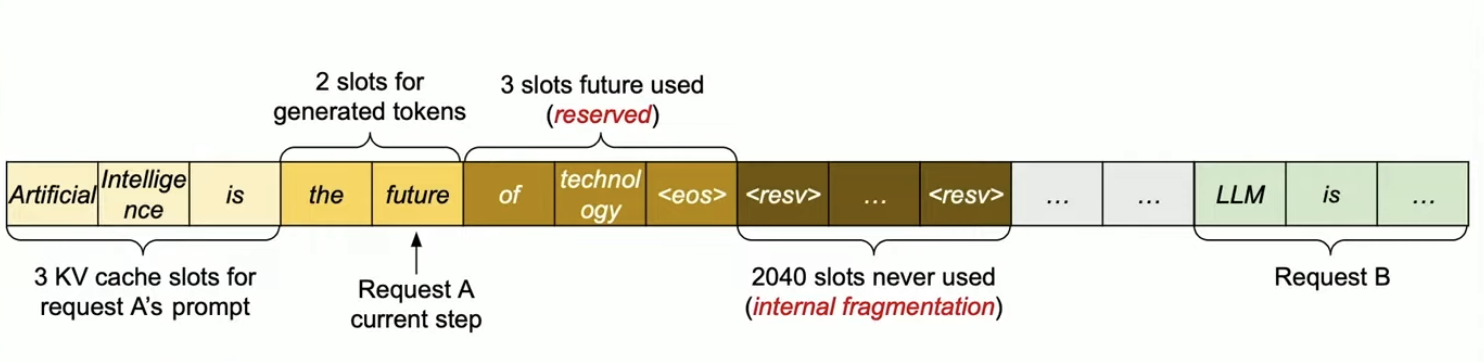 2 slots for
generated tokens
3 slots future used
(reserved)
Artificial Intellige
nce is the future of technol
ogy <eos> <resv> ... <resv> ... ... LLM is ...
3 KV cache slots for
request A's prompt
Request A
current step
2040 slots never used
(internal fragmentation)
Request B